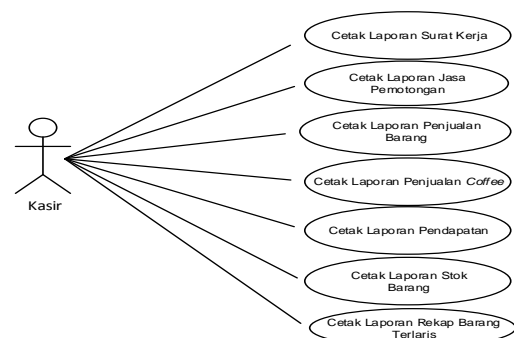 Cetak Laporan Surat Kerja
Cetak Laporan Jasa
Pemotongan
Cetak Laporan Penjualan
Barang
Cetak Laporan Penjualan Coffee
Kasir
Cetak Laporan Pendapatan
Cetak Laporan Stok
Barang
Cetak Laporan Rekap Barang
Terlaris